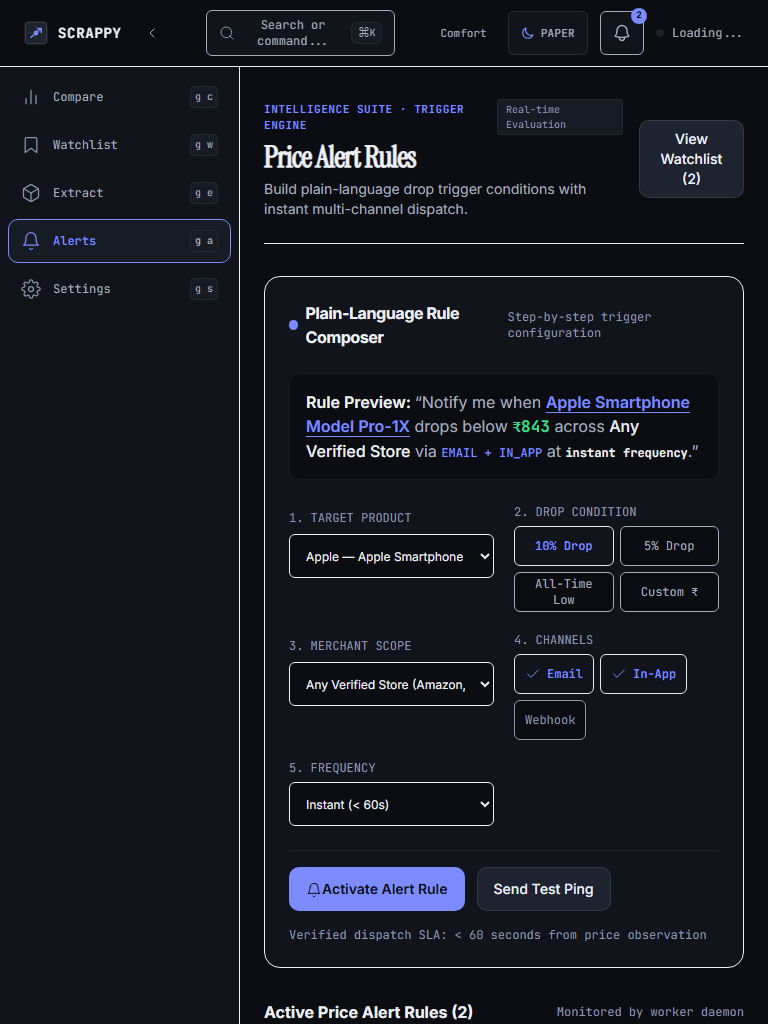 SCRAPPY
Search or
command...
⌘K
Comfort
PAPER
2
Loading...
Compare
g c
Watchlist
g w
Extract
g e
Alerts
g a
Settings
g s
INTELLIGENCE SUITE · TRIGGER
ENGINE
Real-time
Evaluation
Price Alert Rules
Build plain-language drop trigger conditions with
instant multi-channel dispatch.
View
Watchlist
(2)
Plain-Language Rule
Composer
Step-by-step trigger
configuration
Rule Preview: “Notify me when Apple Smartphone
Model Pro-1X drops below ₹843 across Any
Verified Store via EMAIL + IN_APP at instant frequency.”
1. TARGET PRODUCT
Apple — Apple Smartphone
2. DROP CONDITION
10% Drop
5% Drop
All-Time
Low
Custom ₹
3. MERCHANT SCOPE
Any Verified Store (Amazon,
4. CHANNELS
Email
In-App
Webhook
5. FREQUENCY
Instant (< 60s)
Activate Alert Rule
Send Test Ping
Verified dispatch SLA: < 60 seconds from price observation
Active Price Alert Rules (2)
Monitored by worker daemon